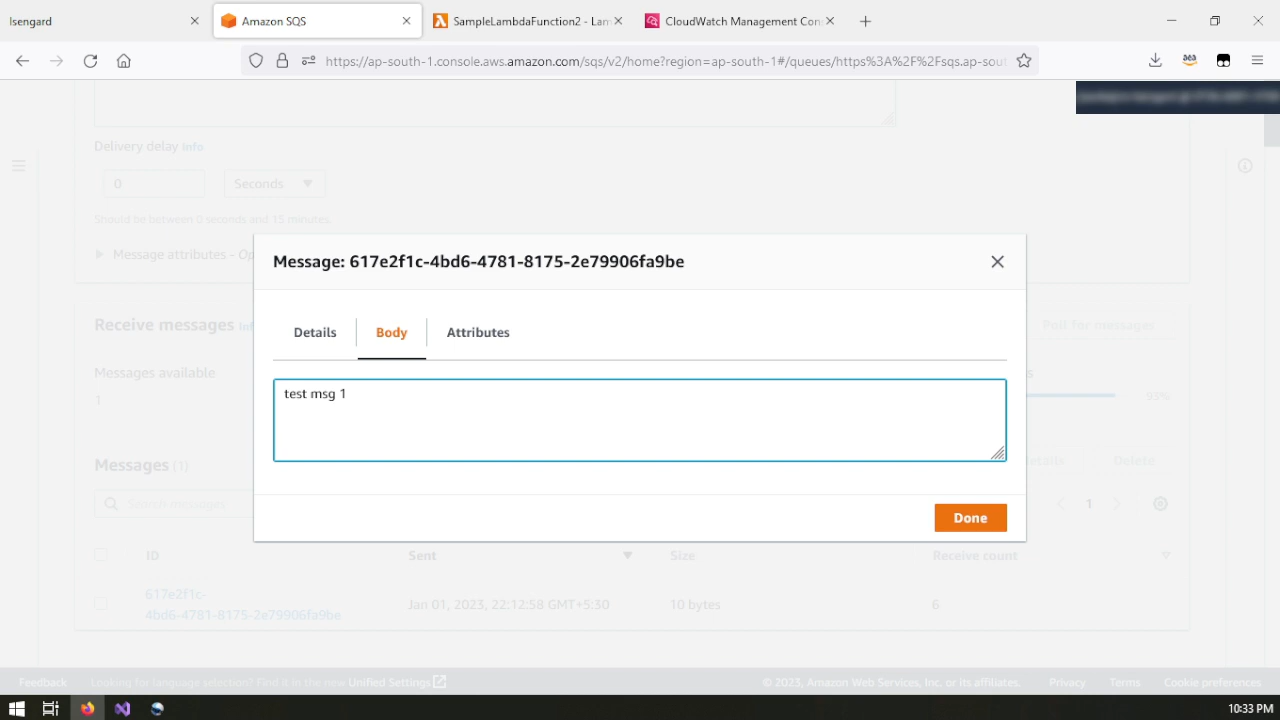 Isengard
Amazon SQS
SampleLambdaFunction2 - Lam
CloudWatch Management Con
https://ap-south-1.console.aws.amazon.com/sqs/v2/home?region=ap-south-1#/queues/https%3A%2F%2Fsqs.ap-sout
Delivery delay Info
0 Seconds
Should be between 0 seconds and 15 minutes.
Message attributes - Op
Message: 617e2f1c-4bd6-4781-8175-2e79906fa9be
Details Body Attributes
test msg 1
Done
Receive messages Inf
Poll for messages
Messages available
1
93%
Messages (1)
etails Delete
Search messages
1
ID Sent Size Receive count
617e2f1c-
4bd6-4781-8175-2e79906fa9be Jan 01, 2023, 22:12:58 GMT+5:30 10 bytes 6
Feedback Looking for language selection? Find it in the new Unified Settings © 2023, Amazon Web Services, Inc. or its affiliates. Privacy Terms Cookie preferences
10:33 PM